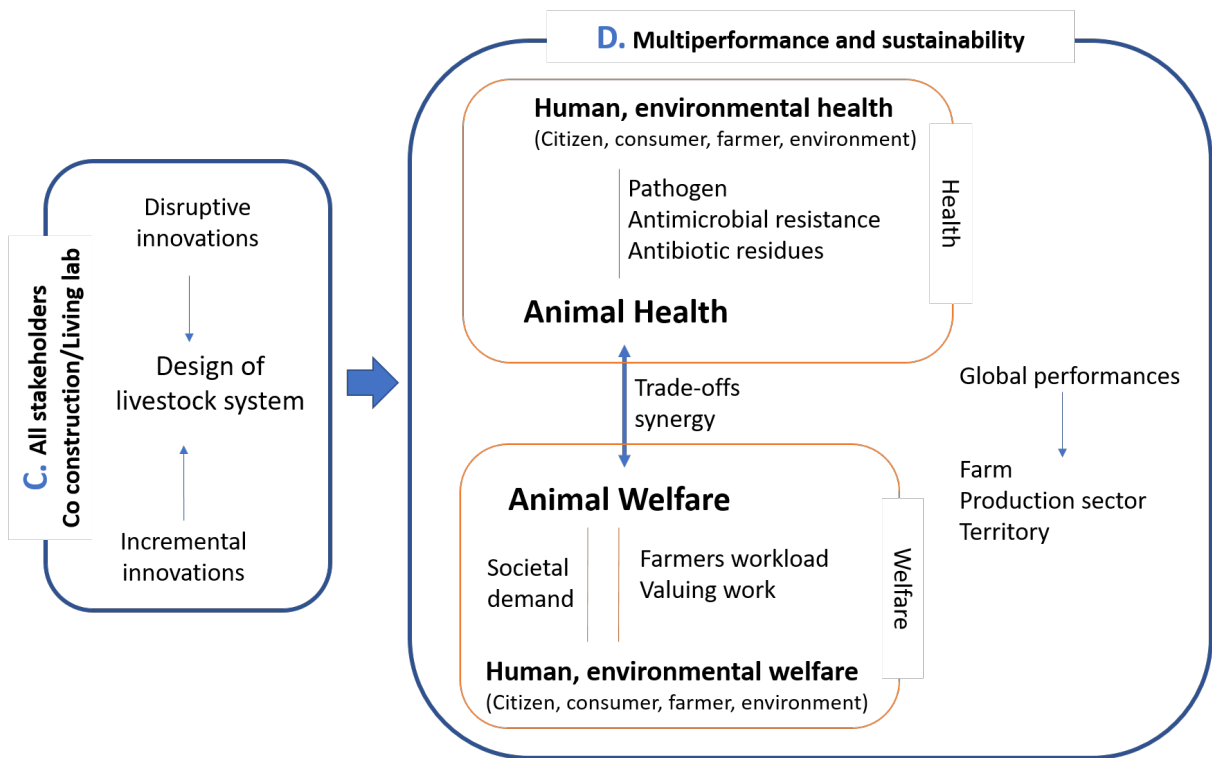 C. All stakeholders
Co construction/Living lab
Disruptive
innovations
Design of
livestock system
Incremental
innovations
D. Multiperformance and sustainability
Human, environmental health
(Citizen, consumer, farmer, environment)
Pathogen
Antimicrobial resistance
Antibiotic residues
Animal Health
Health
Trade-offs
synergy
Animal Welfare
Societal
demand
Farmers workload
Valuing work
Human, environmental welfare
(Citizen, consumer, farmer, environment)
Welfare
Global performances
Farm
Production sector
Territory